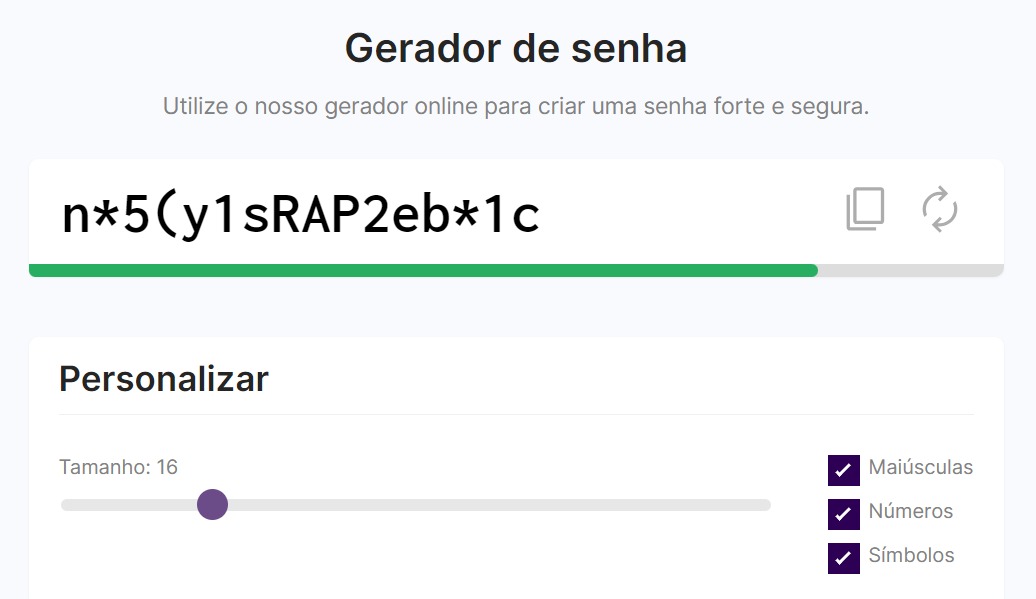 Gerador de senha
Utilize o nosso gerador online para criar uma senha forte e segura.
n*5(y1sRAP2eb*1c
Personalizar
Tamanho: 16
Maiúsculas
Números
Símbolos